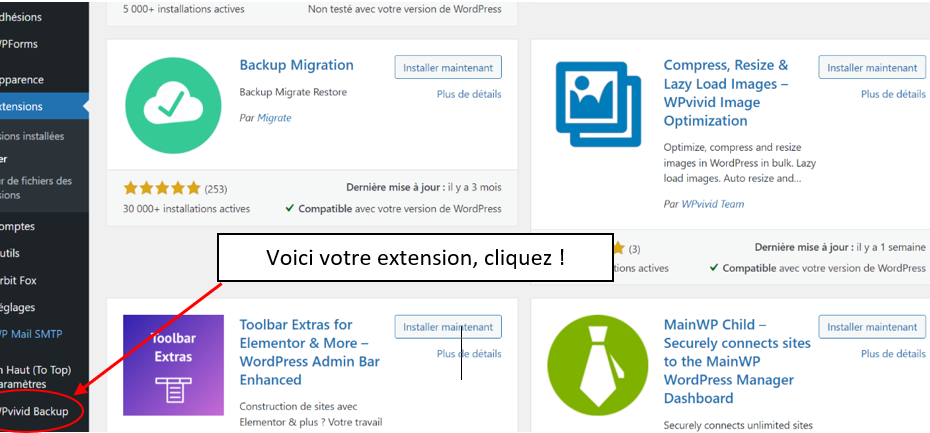 dhésions
WPForms
pparence
xtensions
sions installées
er
ur de fichiers des
sions
omptes
utils
rbit Fox
églages
WP Mail SMTP
n Haut (To Top)
aramètres
WPvivid Backup
5 000+ installations actives
Non testé avec votre version de WordPress
Backup Migration
Installer maintenant
Plus de détails
Backup Migrate Restore
Par Migrate
(253)
Dernière mise à jour : il y a 3 mois
30 000+ installations actives
Compatible avec votre version de WordPress
Compress, Resize &
Lazy Load Images –
WPvivid Image
Optimization
Installer maintenant
Plus de détails
Optimize, compress and resize
images in WordPress in bulk. Lazy
load images. Auto resize and...
Par WPvivid Team
(3)
Dernière mise à jour : il y a 1 semaine
ions actives
Compatible avec votre version de WordPress
Voici votre extension, cliquez !
Toolbar
Extras
Toolbar Extras for
Elementor & More –
WordPress Admin Bar
Enhanced
Installer maintenant
Plus de détails
Construction de sites avec
Elementor & plus ? Votre travail
MainWP Child –
Securely connects sites
to the MainWP
WordPress Manager
Dashboard
Installer maintenant
Plus de détails
Securely connects unlimited sites